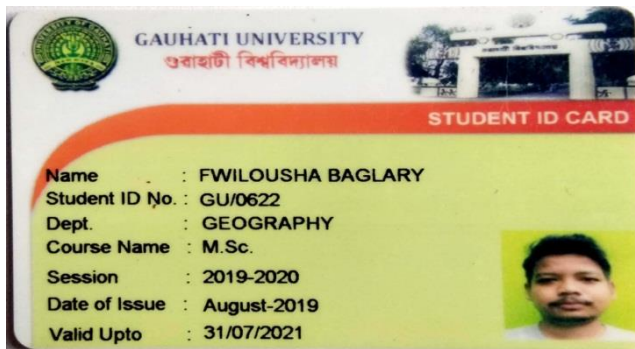 GAUHATI UNIVERSITY
গুৱাহাটী বিশ্ববিদ্যালয়
STUDENT ID CARD
Name : FWILOUSHA BAGLARY
Student ID No. : GU/0622
Dept. : GEOGRAPHY
Course Name : M.Sc.
Session : 2019-2020
Date of Issue : August-2019
Valid Upto : 31/07/2021